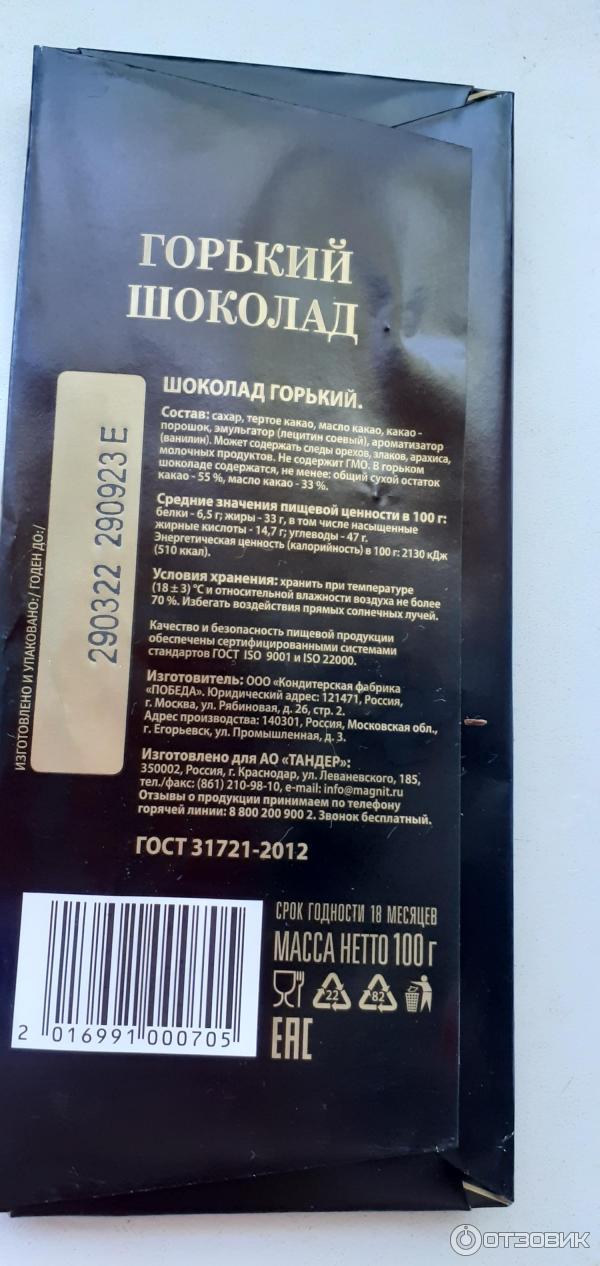 ГОРЬКИЙ
ШОКОЛАД
ШОКОЛАД ГОРЬКИЙ.
Состав: сахар, тертое какао, масло какао, какао -
порошок, эмульгатор (лецитин соевый), ароматизатор
(ванилин). Может содержать следы орехов, злаков, арахиса,
молочных продуктов. Не содержит ГМО. В горьком
шоколаде содержатся, не менее: общий сухой остаток
какао - 55 %, масло какао - 33 %.
Средние значения пищевой ценности в 100 г:
белки - 6,5 г; жиры - 33 г, в том числе насыщенные
жирные кислоты - 14,7 г; углеводы - 47 г.
Энергетическая ценность (калорийность) в 100 г: 2130 кДж
(510 ккал).
Условия хранения: хранить при температуре
(18 ± 3) °С и относительной влажности воздуха не более
70 %. Избегать воздействия прямых солнечных лучей.
Качество и безопасность пищевой продукции
обеспечены сертифицированными системами
стандартов ГОСТ ISO 9001 и ISO 22000.
Изготовитель: ООО «Кондитерская фабрика
«ПОБЕДА». Юридический адрес: 121471, Россия,
г. Москва, ул. Рябиновая, д. 26, стр. 2.
Адрес производства: 140301, Россия, Московская обл.,
г. Егорьевск, ул. Промышленная, д. 3.
Изготовлено для АО «ТАНДЕР»:
350002, Россия, г. Краснодар, ул. Леваневского, 185,
тел./факс: (861) 210-98-10, e-mail: info@magnit.ru
Отзывы о продукции принимаем по телефону
горячей линии: 8 800 200 900 2. Звонок бесплатный.
ГОСТ 31721-2012
ИЗГОТОВЛЕНО И УПАКОВАНО:/ ГОДЕН ДО:/
290322 290923 Е
СРОК ГОДНОСТИ 18 МЕСЯЦЕВ
МАССА НЕТТО 100 г
22 82
EAC
2 016991 000705
ОТЗОВИК